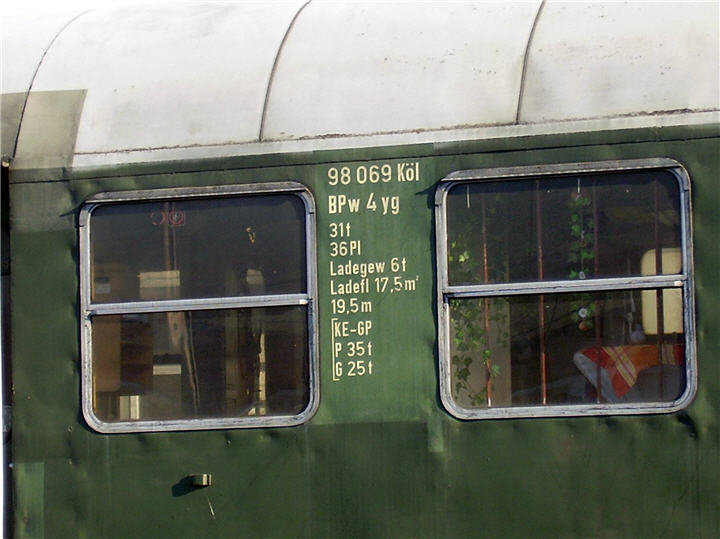 98 069 Köl
BPw 4 yg
31t
36Pl
Ladegew 6t
Ladefl 17,5m²
19,5m
KE-GP
P 35t
G 25t